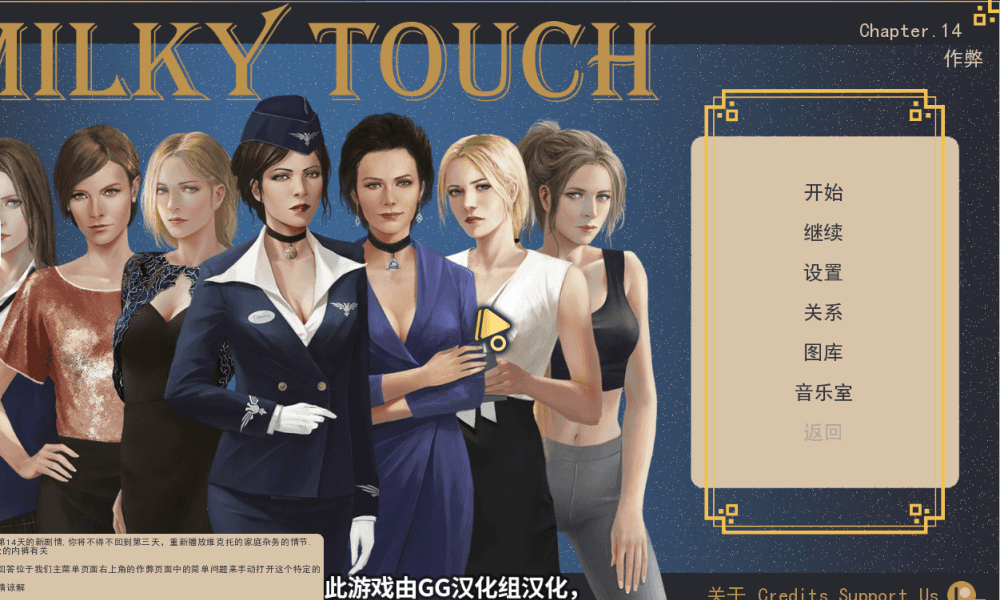 MILKY TOUCH
Chapter.14
作弊
开始
继续
设置
关系
图库
音乐室
返回
第14天的新剧情, 你将不得不回到第三天，重新播放维克托的家庭杂务的情节.
的内裤有关
答位于我们主菜单页面右上角的作弊页面中的简单问题来手动打开这个特定的
请谅解
此游戏由GG汉化组汉化，
关于 Credits Support Us